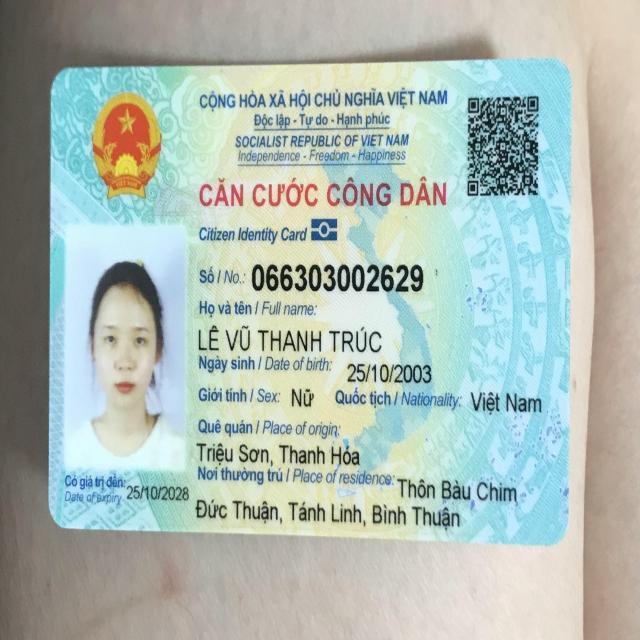 CỘNG HÒA XÃ HỘI CHỦ NGHĨA VIỆT NAM
Độc lập - Tự do - Hạnh phúc
SOCIALIST REPUBLIC OF VIET NAM
Independence - Freedom - Happiness
CĂN CƯỚC CÔNG DÂN
Citizen Identity Card
Số / No.: 066303002629
Họ và tên / Full name:
LÊ VŨ THANH TRÚC
Ngày sinh / Date of birth: 25/10/2003
Giới tính / Sex: Nữ Quốc tịch / Nationality: Việt Nam
Quê quán / Place of origin:
Triệu Sơn, Thanh Hóa
Nơi thường trú / Place of residence: Thôn Bàu Chim
Đức Thuận, Tánh Linh, Bình Thuận
Có giá trị đến: 25/10/2028
Date of expiry